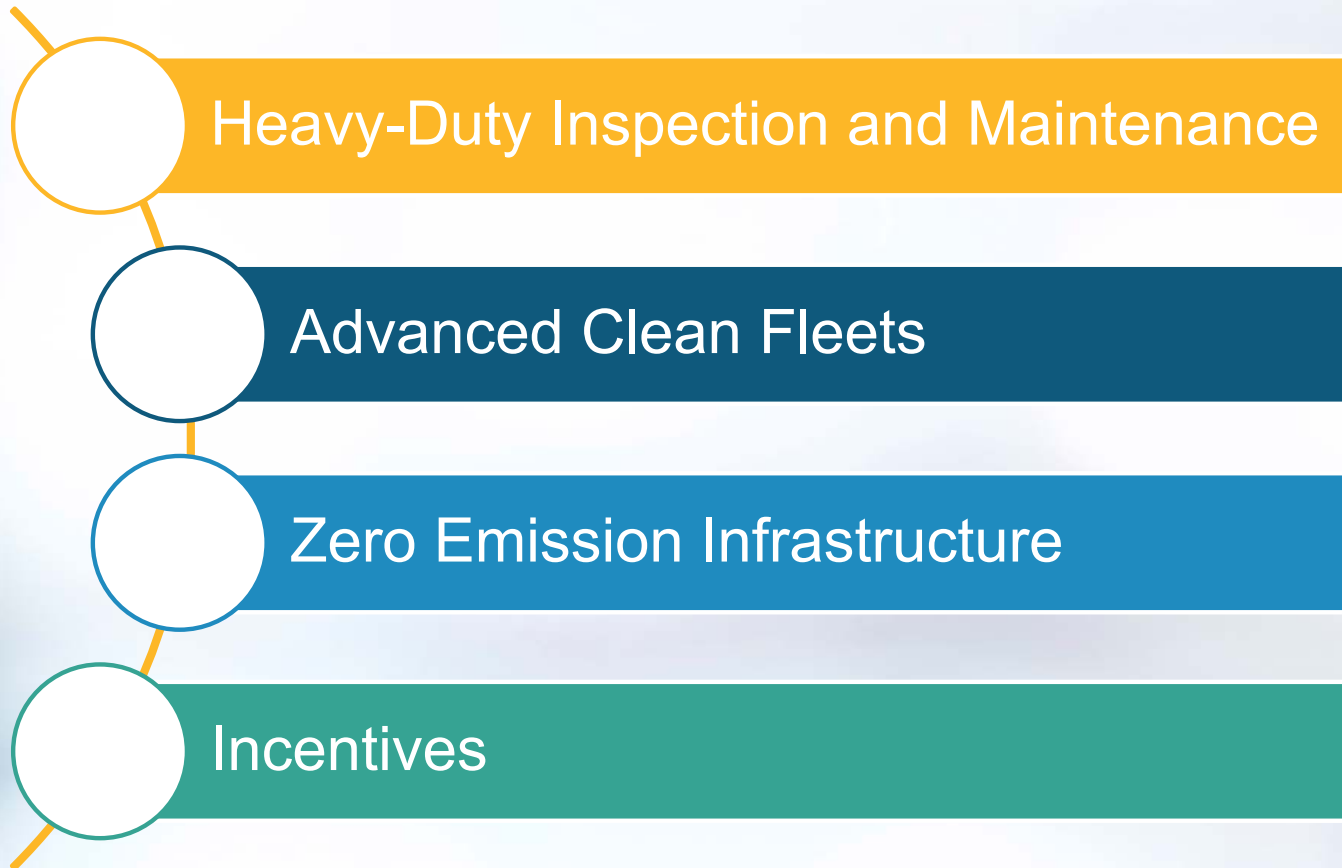 Heavy-Duty Inspection and Maintenance
Advanced Clean Fleets
Zero Emission Infrastructure
Incentives